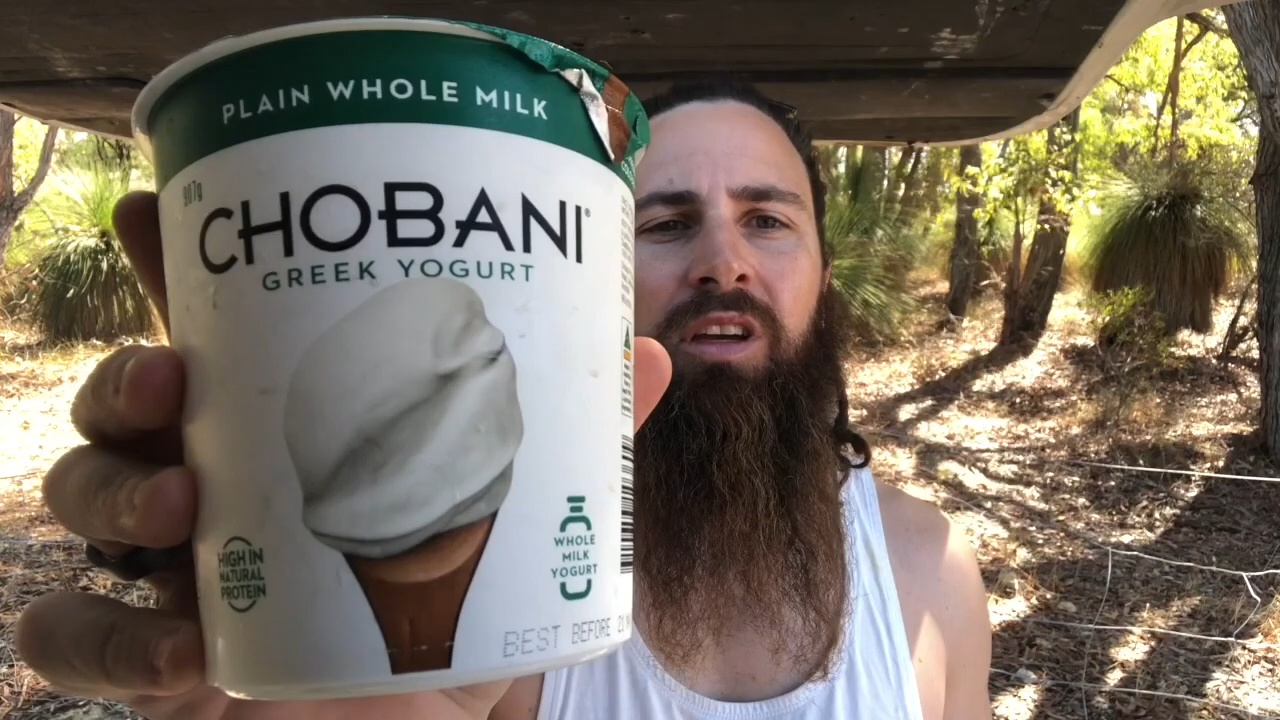 PLAIN WHOLE MILK
907g
CHOBANI
GREEK YOGURT
HIGH IN
NATURAL
PROTEIN
WHOLE
MILK
YOGURT
BEST BEFORE